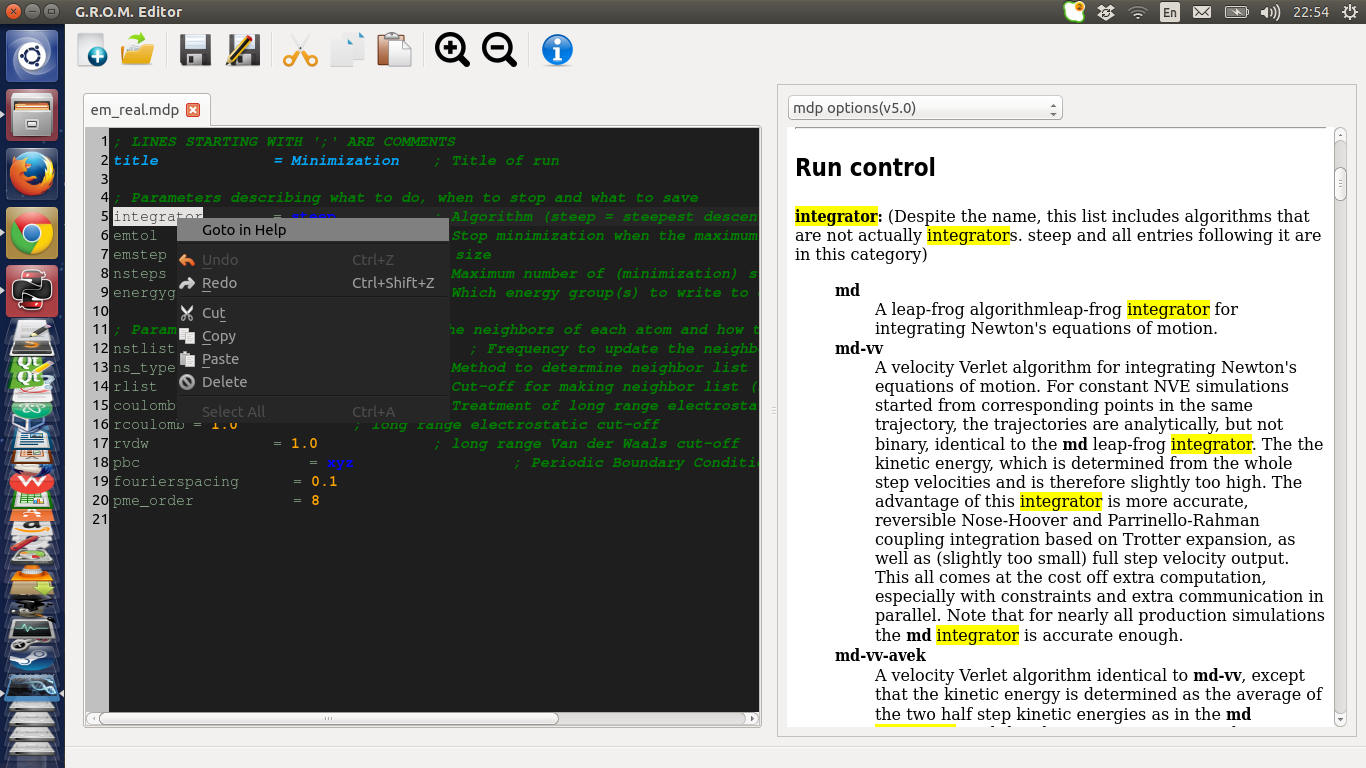 G.R.O.M. Editor
En
22:54
em_real.mdp
1 ; LINES STARTING WITH ';' ARE COMMENTS
2 title = Minimization ; Title of run
3
4 ; Parameters describing what to do, when to stop and what to save
5 integrator = ; Algorithm (steep = steepest descen
6 emtol Stop minimization when the maximum
7 emstep size
8 nsteps Maximum number of (minimization) s
9 energyg Which energy group(s) to write to
10
11 ; Param he neighbors of each atom and how t
12 nstlist ; Frequency to update the neighb
13 ns_type Method to determine neighbor list
14 rlist Cut-off for making neighbor list (
15 coulomb Treatment of long range electrosta
16 rcoulomb = 1.0 ; long range electrostatic cut-off
17 rvdw = 1.0 ; long range Van der Waals cut-off
18 pbc = xyz ; Periodic Boundary Conditio
19 fourierspacing = 0.1
20 pme_order = 8
21
Goto in Help
Undo Ctrl+Z
Redo Ctrl+Shift+Z
Cut
Copy
Paste
Delete
Select All Ctrl+A
mdp options(v5.0)
Run control
integrator: (Despite the name, this list includes algorithms that
are not actually integrators. steep and all entries following it are
in this category)
md
A leap-frog algorithmleap-frog integrator for
integrating Newton's equations of motion.
md-vv
A velocity Verlet algorithm for integrating Newton's
equations of motion. For constant NVE simulations
started from corresponding points in the same
trajectory, the trajectories are analytically, but not
binary, identical to the md leap-frog integrator. The the
kinetic energy, which is determined from the whole
step velocities and is therefore slightly too high. The
advantage of this integrator is more accurate,
reversible Nose-Hoover and Parrinello-Rahman
coupling integration based on Trotter expansion, as
well as (slightly too small) full step velocity output.
This all comes at the cost off extra computation,
especially with constraints and extra communication in
parallel. Note that for nearly all production simulations
the md integrator is accurate enough.
md-vv-avek
A velocity Verlet algorithm identical to md-vv, except
that the kinetic energy is determined as the average of
the two half step kinetic energies as in the md